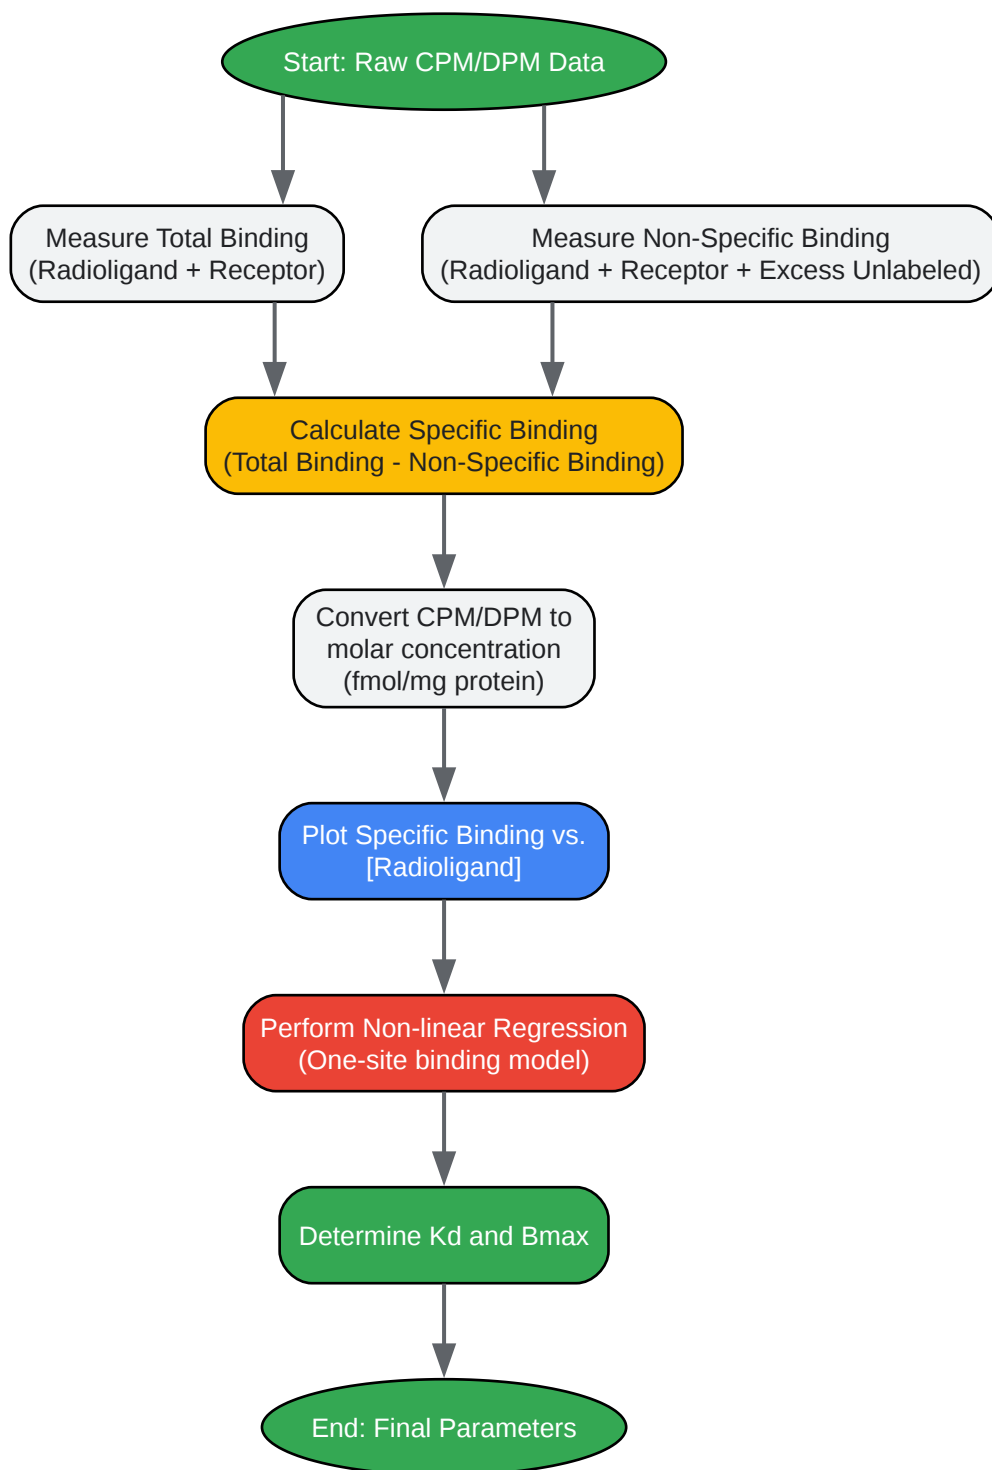 Start: Raw CPM/DPM Data
Measure Total Binding
(Radioligand + Receptor)
Measure Non-Specific Binding
(Radioligand + Receptor + Excess Unlabeled)
Calculate Specific Binding
(Total Binding - Non-Specific Binding)
Convert CPM/DPM to
molar concentration
(fmol/mg protein)
Plot Specific Binding vs.
[Radioligand]
Perform Non-linear Regression
(One-site binding model)
Determine Kd and Bmax
End: Final Parameters